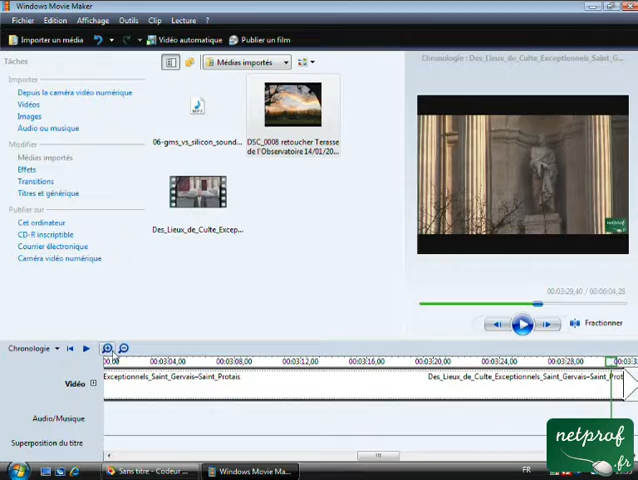 Windows Movie Maker
Fichier Edition Affichage Outils Clip Lecture ?
Importer un média Vidéo automatique Publier un film
Tâches
Médias importés
Chronologie : Des_Lieux_de_Culte_Exceptionnels_Saint_G...
Importer
Depuis la caméra vidéo numérique
Vidéos
Images
Audio ou musique
Modifier
Médias importés
Effets
Transitions
Titres et générique
Publier sur
Cet ordinateur
CD-R inscriptible
Courrier électronique
Caméra vidéo numérique
06-gms_vs_silicon_sound...
DSC_0008 retoucher Terasse
de l'Observatoire 14/01/20...
Des_Lieux_de_Culte_Excep...
netprof
00:03:29,40 / 00:06:04,28
Fractionner
Chronologie
00,00 00:03:04,00 00:03:08,00 00:03:12,00 00:03:16,00 00:03:20,00 00:03:24,00 00:03:28,00 00:03:3
Vidéo
Exceptionnels_Saint_Gervais-Saint_Protais
Des_Lieux_de_Culte_Exceptionnels_Saint_Gervais-Saint_Prot
Audio/Musique
Superposition du titre
netprof
.fr
Sans titre - Codeur ...
Windows Movie Ma...
FR